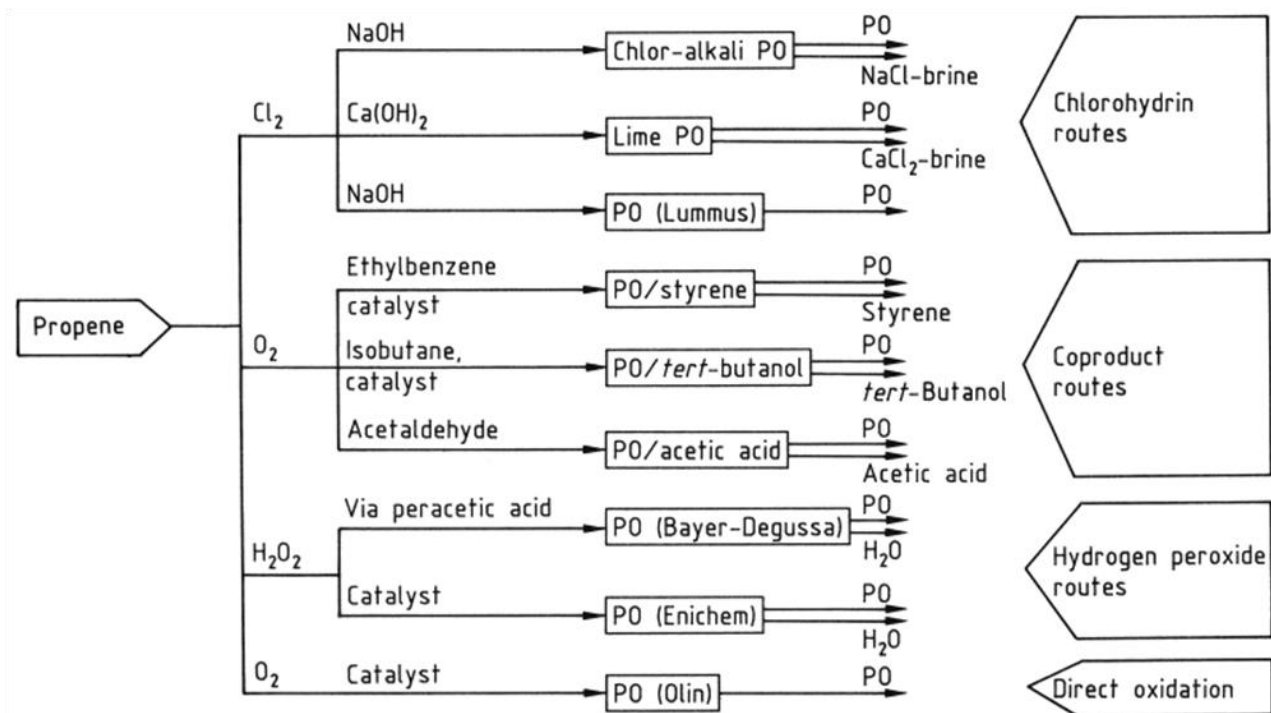 NaOH
Chlor-alkali PO
PO
NaCl-brine
Cl₂
Ca(OH)₂
Lime PO
PO
CaCl₂-brine
Chlorohydrin
routes
NaOH
PO (Lummus)
PO
Propene
O₂
Ethylbenzene
catalyst
PO/styrene
PO
Styrene
Isobutane,
catalyst
PO/tert-butanol
PO
tert-Butanol
Coproduct
routes
Acetaldehyde
PO/acetic acid
PO
Acetic acid
H₂O₂
Via peracetic acid
PO (Bayer-Degussa)
PO
H₂O
Hydrogen peroxide
routes
Catalyst
PO (Enichem)
PO
H₂O
O₂
Catalyst
PO (Olin)
PO
Direct oxidation